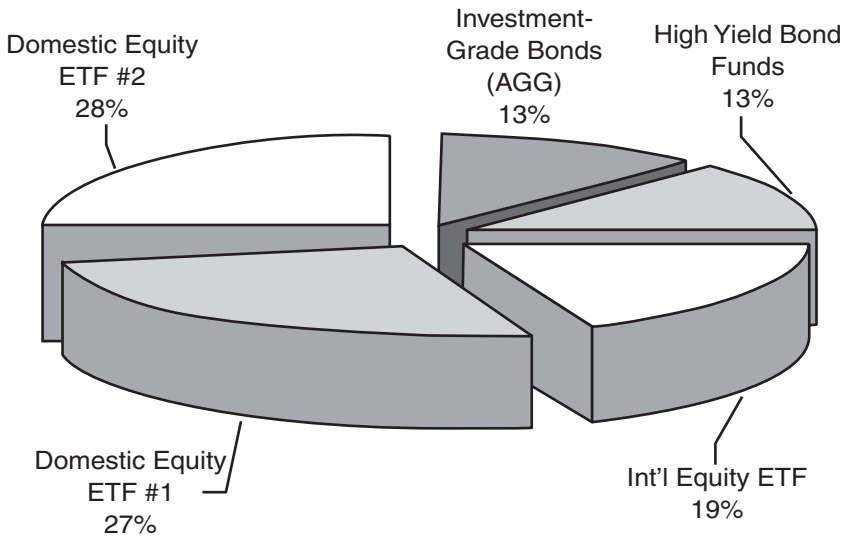 Domestic Equity
ETF #2
28%
Investment-
Grade Bonds
(AGG)
13%
High Yield Bond
Funds
13%
Domestic Equity
ETF #1
27%
Int’l Equity ETF
19%